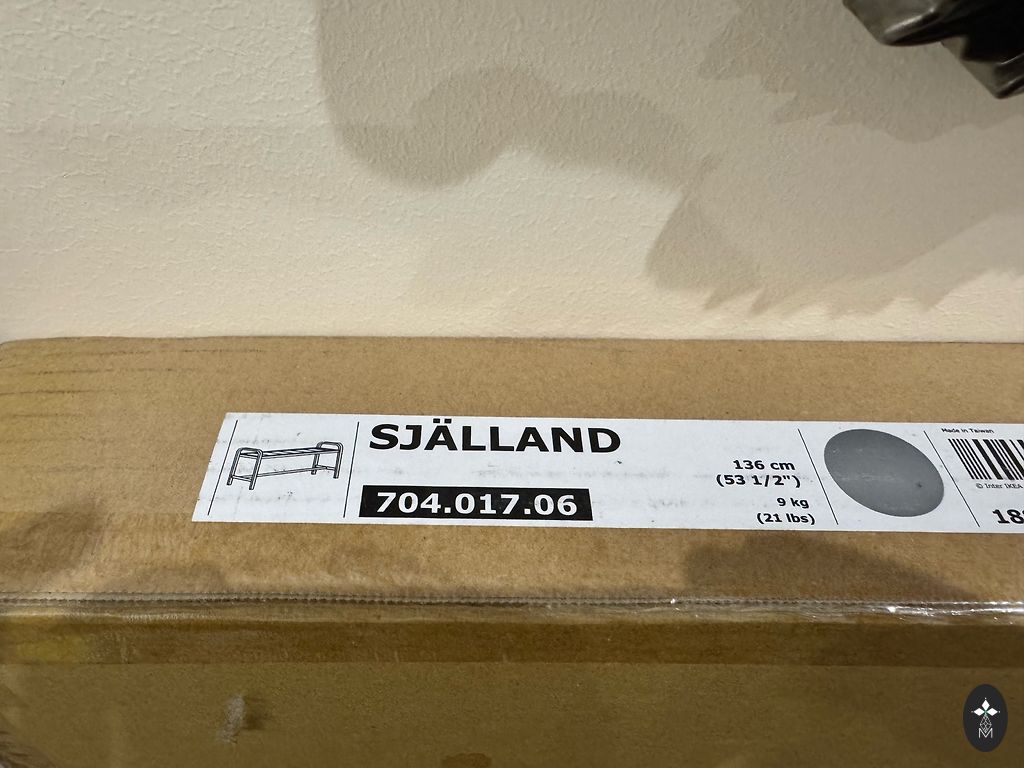 SJÄLLAND
704.017.06
136 cm
(53 1/2")
9 kg
(21 lbs)
Made in Taiwan
© Inter IKEA
M